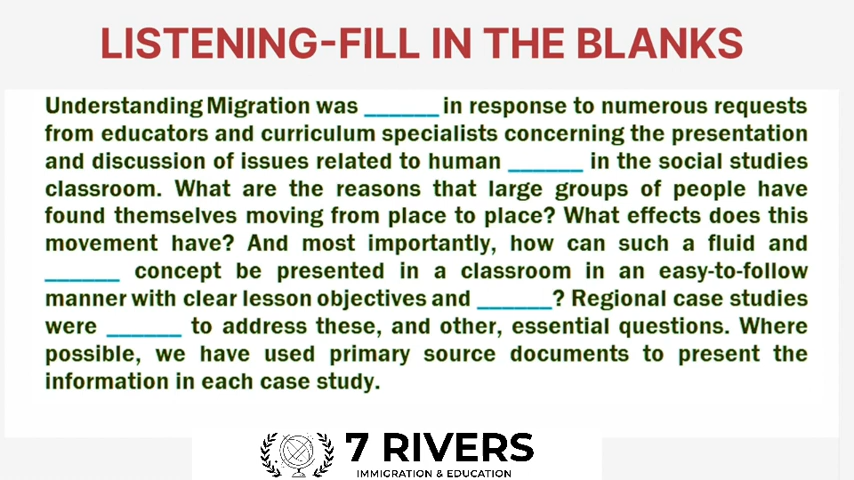 LISTENING-FILL IN THE BLANKS
Understanding Migration was ______ in response to numerous requests
from educators and curriculum specialists concerning the presentation
and discussion of issues related to human ______ in the social studies
classroom. What are the reasons that large groups of people have
found themselves moving from place to place? What effects does this
movement have? And most importantly, how can such a fluid and
______ concept be presented in a classroom in an easy-to-follow
manner with clear lesson objectives and ______? Regional case studies
were ______ to address these, and other, essential questions. Where
possible, we have used primary source documents to present the
information in each case study.
7 RIVERS
IMMIGRATION & EDUCATION